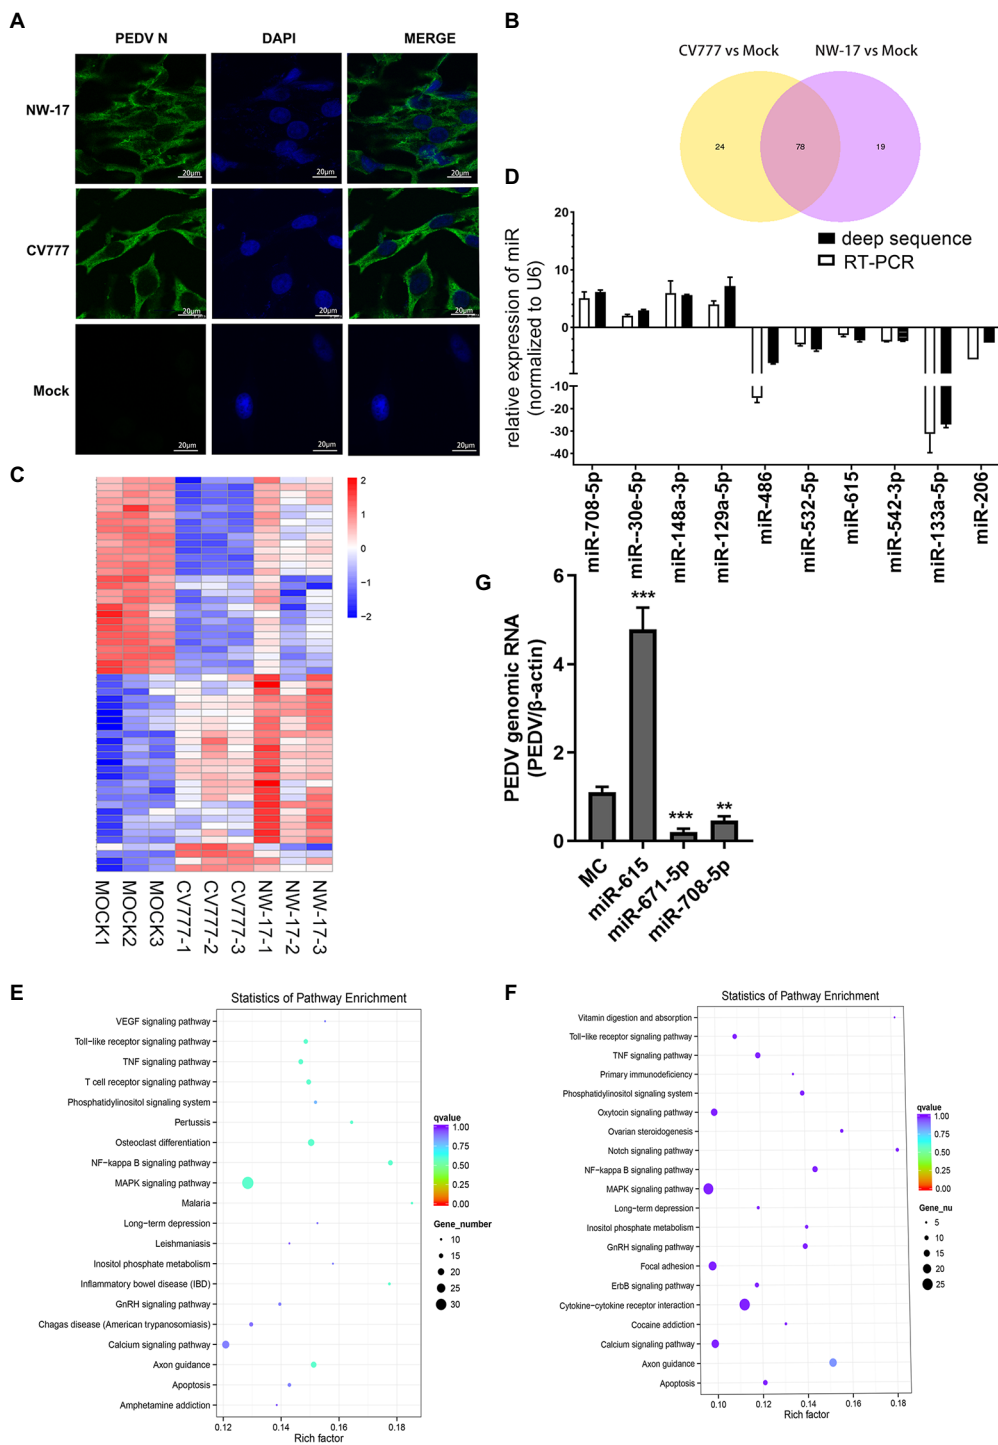 A
PEDV N
DAPI
MERGE
NW-17
20μm
20μm
20μm
CV777
Mock
20μm
20μm
20μm
B
CV777 vs Mock
NW-17 vs Mock
24
78
19
D
relative expression of miR
(normalized to U6)
20
10
0
-10
-20
-30
-40
deep sequence
RT-PCR
miR-708-5p
miR--30e-5p
miR-148a-3p
miR-129a-5p
miR-486
miR-532-5p
miR-615
miR-542-3p
miR-133a-5p
miR-206
C
2
1
0
−1
−2
MOCK1
MOCK2
MOCK3
CV777-1
CV777-2
CV777-3
NW-17-1
NW-17-2
NW-17-3
G
PEDV genomic RNA
(PEDV/β-actin)
6
4
2
0
***
***
**
MC
miR-615
miR-671-5p
miR-708-5p
E
Statistics of Pathway Enrichment
VEGF signaling pathway
Toll−like receptor signaling pathway
TNF signaling pathway
T cell receptor signaling pathway
Phosphatidylinositol signaling system
Pertussis
Osteoclast differentiation
NF−kappa B signaling pathway
MAPK signaling pathway
Malaria
Long−term depression
Leishmaniasis
Inositol phosphate metabolism
Inflammatory bowel disease (IBD)
GnRH signaling pathway
Chagas disease (American trypanosomiasis)
Calcium signaling pathway
Axon guidance
Apoptosis
Amphetamine addiction
0.12
0.14
0.16
0.18
Rich factor
qvalue
1.00
0.75
0.50
0.25
0.00
Gene_number
10
15
20
25
30
F
Statistics of Pathway Enrichment
Vitamin digestion and absorption
Toll−like receptor signaling pathway
TNF signaling pathway
Primary immunodeficiency
Phosphatidylinositol signaling system
Oxytocin signaling pathway
Ovarian steroidogenesis
Notch signaling pathway
NF−kappa B signaling pathway
MAPK signaling pathway
Long−term depression
Inositol phosphate metabolism
GnRH signaling pathway
Focal adhesion
ErbB signaling pathway
Cytokine−cytokine receptor interaction
Cocaine addiction
Calcium signaling pathway
Axon guidance
Apoptosis
0.10
0.12
0.14
0.16
0.18
Rich factor
qvalue
1.00
0.75
0.50
0.25
0.00
Gene_nu
5
10
15
20
25